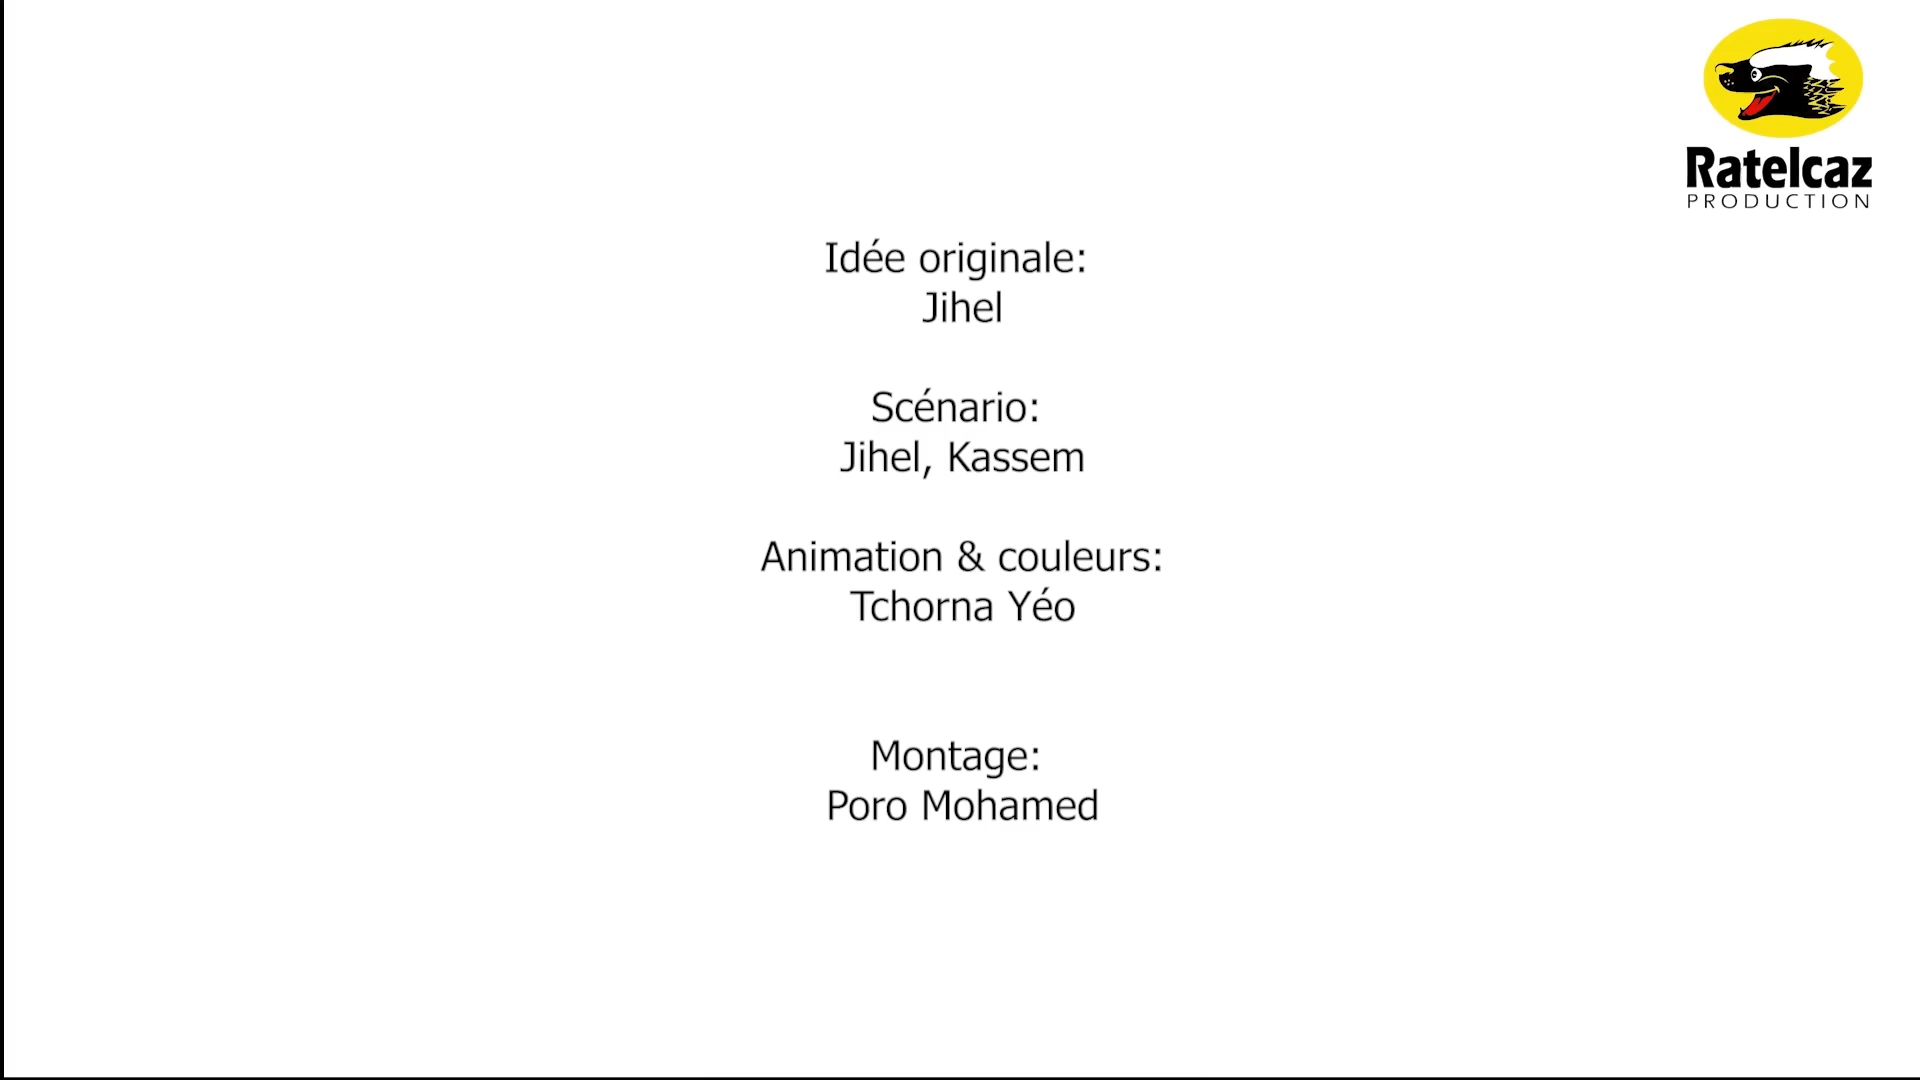 Ratelcaz
PRODUCTION
Idée originale:
Jihel
Scénario:
Jihel, Kassem
Animation & couleurs:
Tchorna Yéo
Montage:
Poro Mohamed